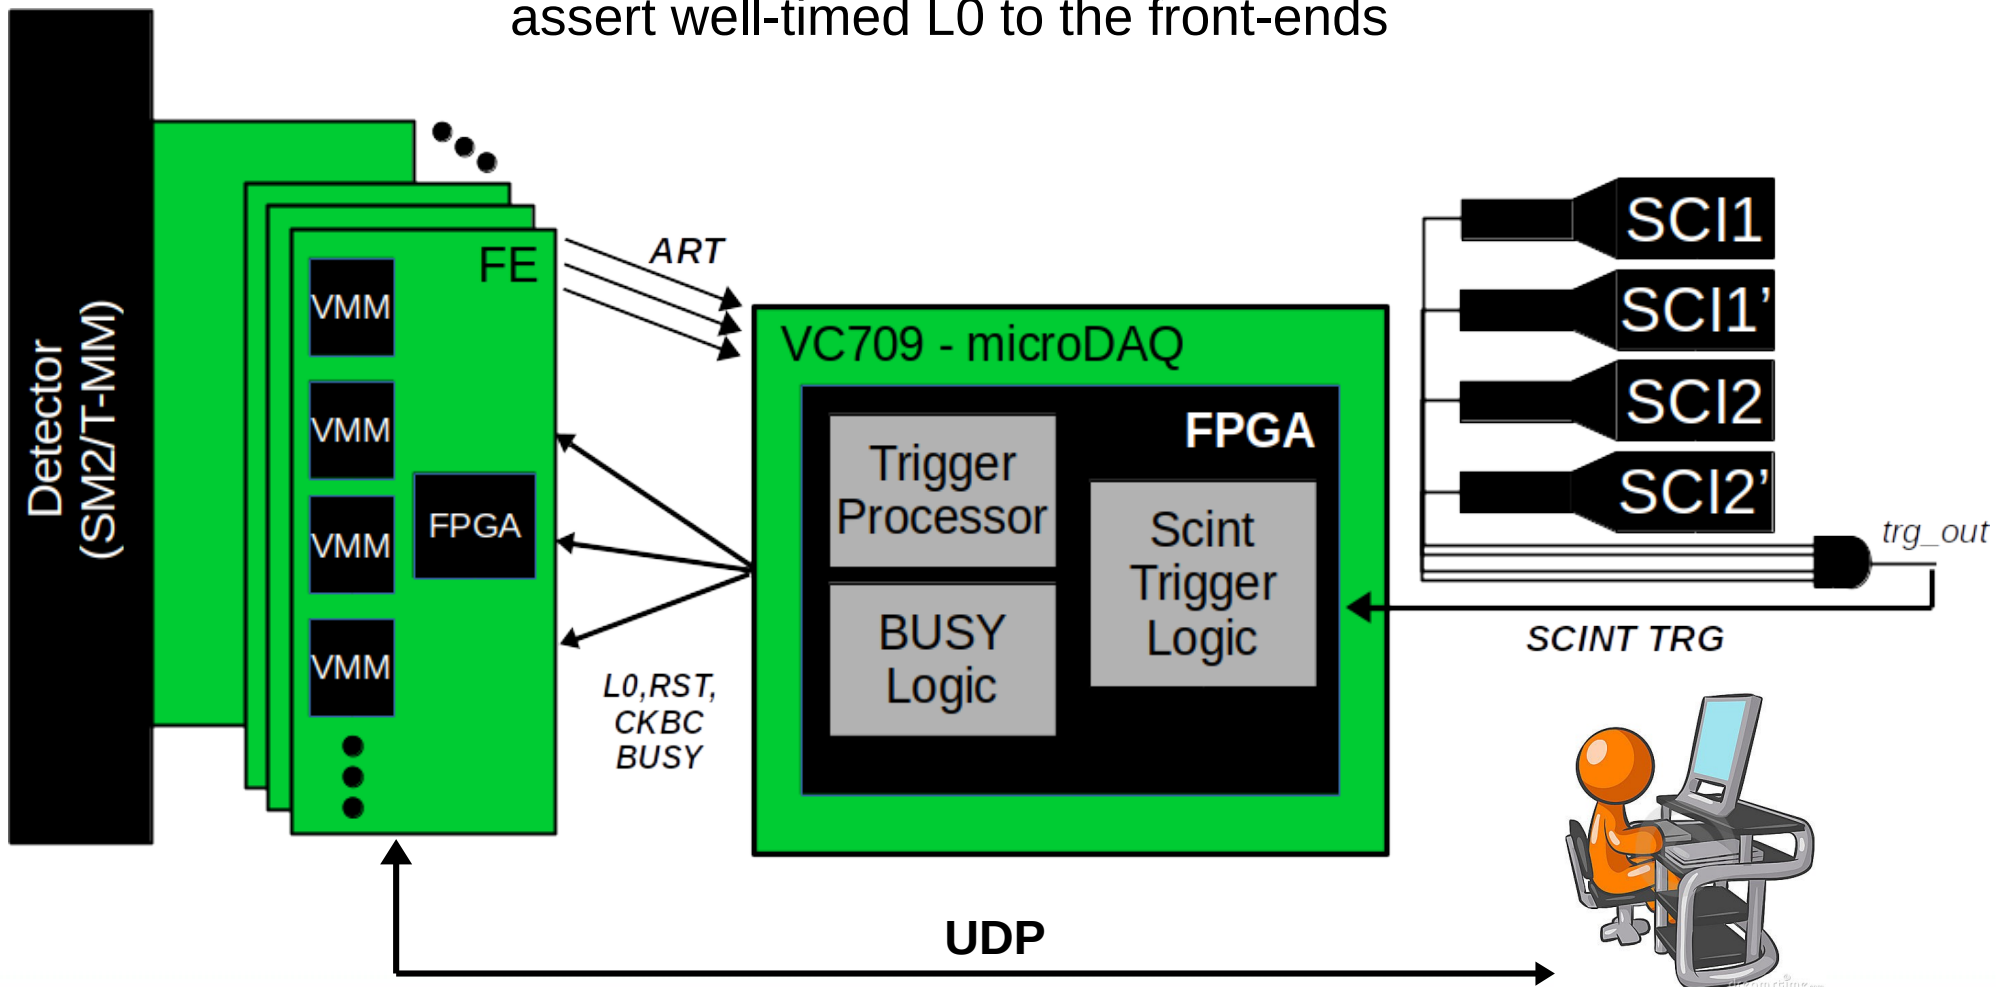 assert well-timed L0 to the front-ends
Detector
(SM2/T-MM)
FE
VMM
VMM
VMM
VMM
FPGA
ART
L0,RST,
CKBC
BUSY
VC709 - microDAQ
FPGA
Trigger
Processor
BUSY
Logic
Scint
Trigger
Logic
SCI1
SCI1’
SCI2
SCI2’
trg_out
SCINT TRG
UDP